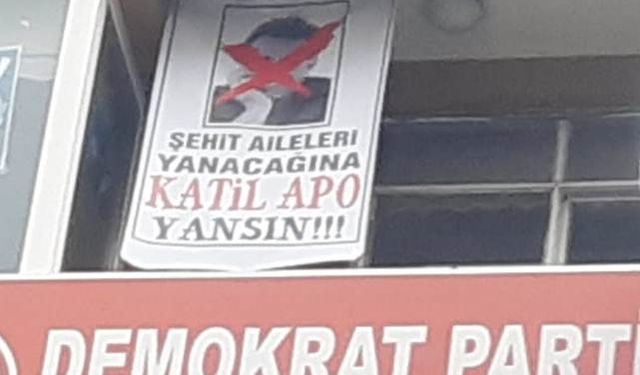 ŞEHİT AİLELERİ
YANACAĞINA
KATİL APO
YANSIN!!!
DEMOKRAT PARTİ